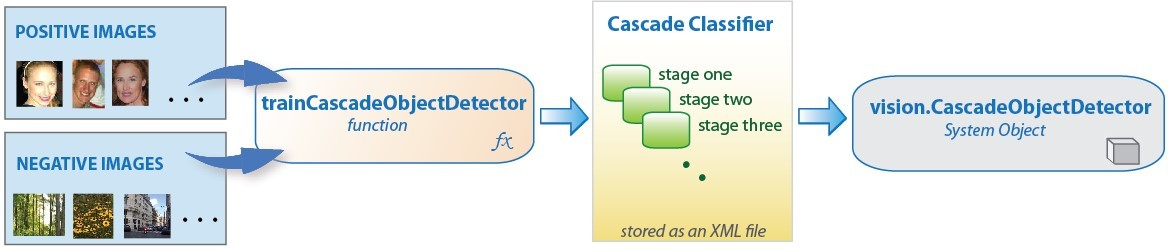 POSITIVE IMAGES
...
NEGATIVE IMAGES
...
trainCascadeObjectDetector
function
fx
Cascade Classifier
stage one
stage two
stage three
stored as an XML file
vision.CascadeObjectDetector
System Object